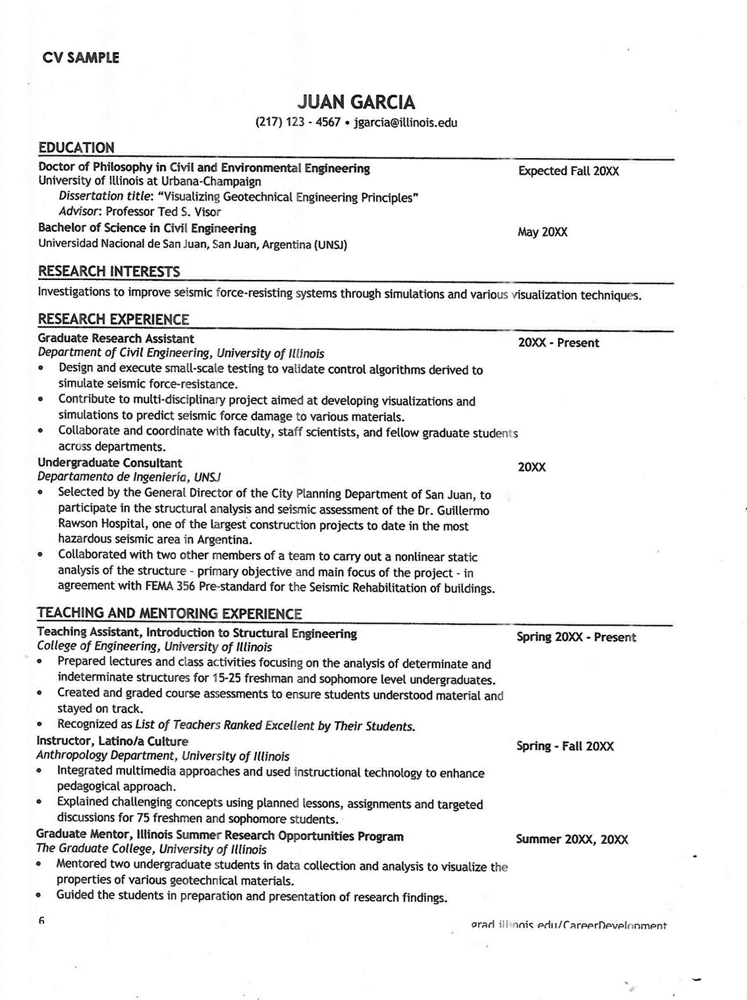 CV SAMPLE
JUAN GARCIA
(217) 123 - 4567 • jgarcia@illinois.edu
EDUCATION
Doctor of Philosophy in Civil and Environmental Engineering Expected Fall 20XX
University of Illinois at Urbana-Champaign
Dissertation title: “Visualizing Geotechnical Engineering Principles”
Advisor: Professor Ted S. Visor
Bachelor of Science in Civil Engineering May 20XX
Universidad Nacional de San Juan, San Juan, Argentina (UNSJ)
RESEARCH INTERESTS
Investigations to improve seismic force-resisting systems through simulations and various visualization techniques.
RESEARCH EXPERIENCE
Graduate Research Assistant 20XX - Present
Department of Civil Engineering, University of Illinois
• Design and execute small-scale testing to validate control algorithms derived to
simulate seismic force-resistance.
• Contribute to multi-disciplinary project aimed at developing visualizations and
simulations to predict seismic force damage to various materials.
• Collaborate and coordinate with faculty, staff scientists, and fellow graduate students
across departments.
Undergraduate Consultant 20XX
Departamento de Ingeniería, UNSJ
• Selected by the General Director of the City Planning Department of San Juan, to
participate in the structural analysis and seismic assessment of the Dr. Guillermo
Rawson Hospital, one of the largest construction projects to date in the most
hazardous seismic area in Argentina.
• Collaborated with two other members of a team to carry out a nonlinear static
analysis of the structure - primary objective and main focus of the project - in
agreement with FEMA 356 Pre-standard for the Seismic Rehabilitation of buildings.
TEACHING AND MENTORING EXPERIENCE
Teaching Assistant, Introduction to Structural Engineering Spring 20XX - Present
College of Engineering, University of Illinois
• Prepared lectures and class activities focusing on the analysis of determinate and
indeterminate structures for 15-25 freshman and sophomore level undergraduates.
• Created and graded course assessments to ensure students understood material and
stayed on track.
• Recognized as List of Teachers Ranked Excellent by Their Students.
Instructor, Latino/a Culture Spring - Fall 20XX
Anthropology Department, University of Illinois
• Integrated multimedia approaches and used instructional technology to enhance
pedagogical approach.
• Explained challenging concepts using planned lessons, assignments and targeted
discussions for 75 freshmen and sophomore students.
Graduate Mentor, Illinois Summer Research Opportunities Program Summer 20XX, 20XX
The Graduate College, University of Illinois
• Mentored two undergraduate students in data collection and analysis to visualize the
properties of various geotechnical materials.
• Guided the students in preparation and presentation of research findings.
6 grad.illinois.edu/CareerDevelopment